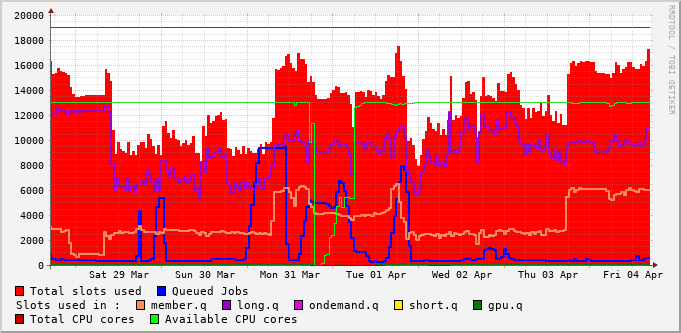 20000
18000
16000
14000
12000
10000
8000
6000
4000
2000
0
Sat 29 Mar Sun 30 Mar Mon 31 Mar Tue 01 Apr Wed 02 Apr Thu 03 Apr Fri 04 Apr
Total slots used Queued Jobs
Slots used in : member.q long.q ondemand.q short.q gpu.q
Total CPU cores Available CPU cores
RRDTOOL / TOBI OETIKER